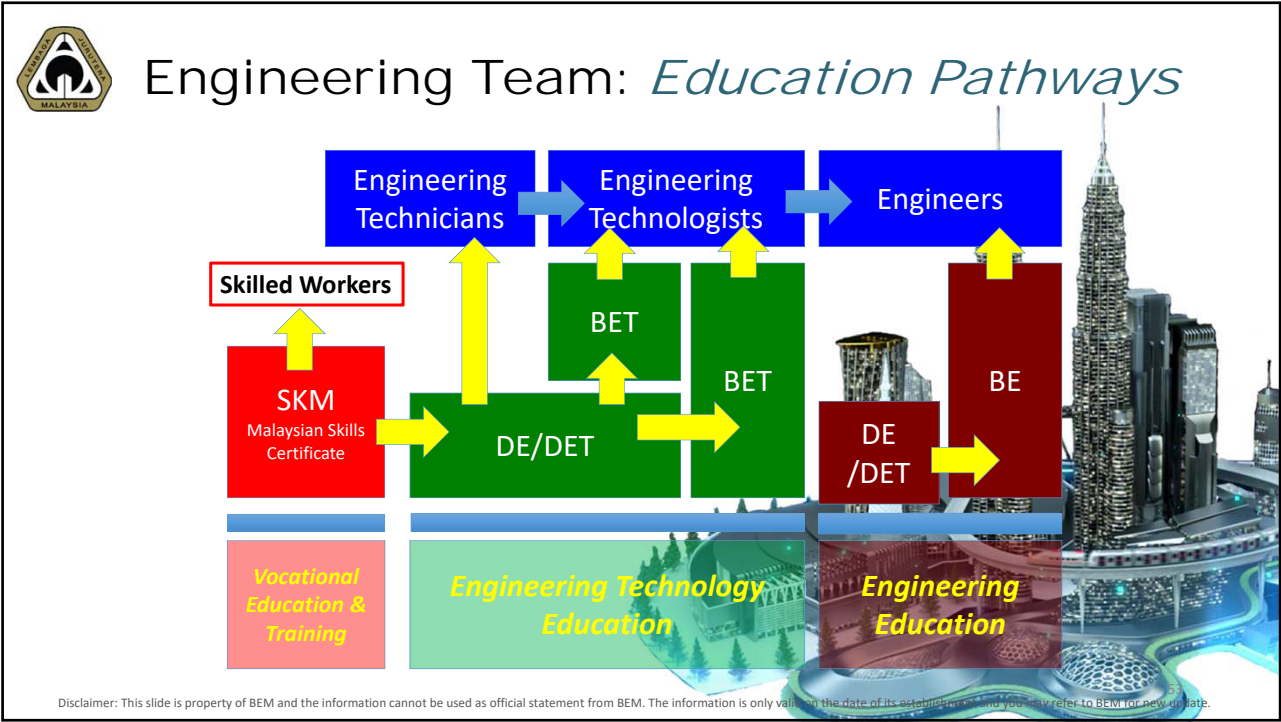 LEMBAGA JURUTERA
MALAYSIA
Engineering Team: Education Pathways
Engineering
Technicians
Engineering
Technologists
Engineers
Skilled Workers
BET
SKM
Malaysian Skills
Certificate
DE/DET
BET
DE
/DET
BE
Vocational
Education &
Training
Engineering Technology
Education
Engineering
Education
Disclaimer: This slide is property of BEM and the information cannot be used as official statement from BEM. The information is only valid on the date of its establishment and you may refer to BEM for new update.